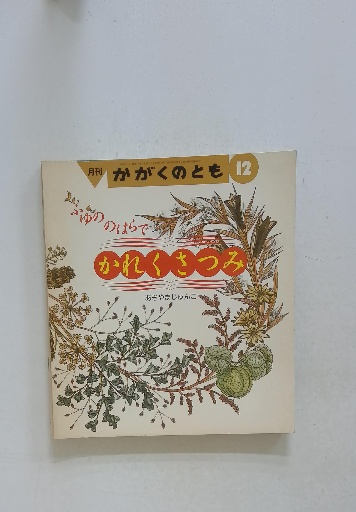 月刊 かがくのとも 12
ふゆののはらで
かれくさつみ